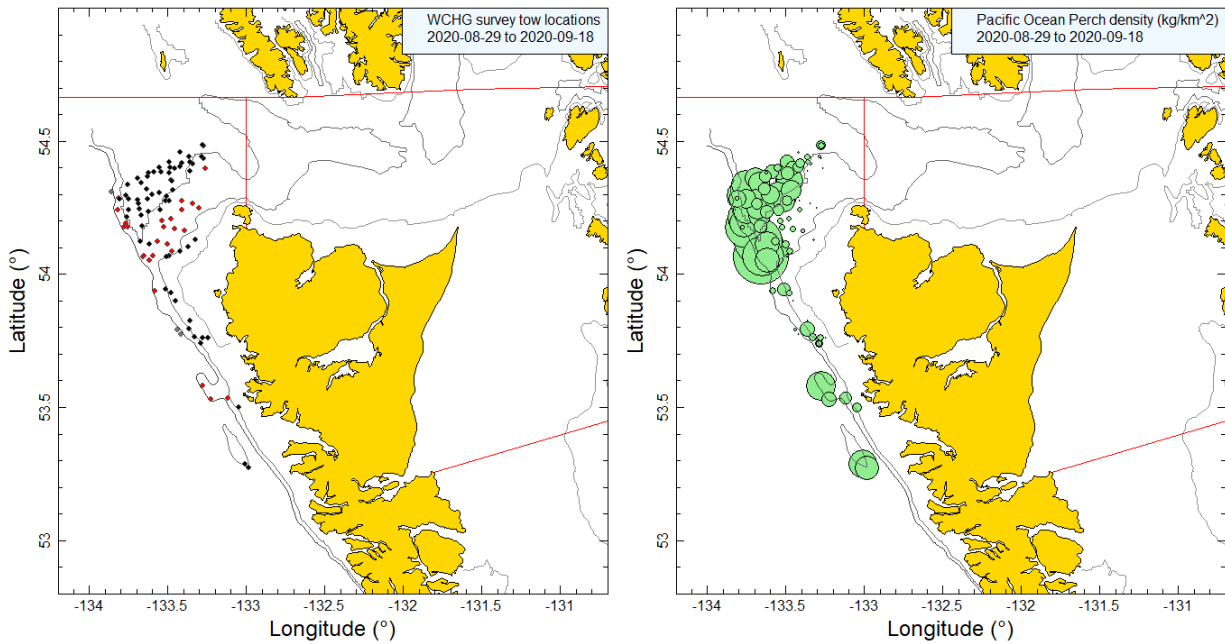 WCHG survey tow locations
2020-08-29 to 2020-09-18
54.5
54
53.5
53
Latitude (°)
-134
-133.5
-133
-132.5
-132
-131.5
-131
Longitude (°)
Pacific Ocean Perch density (kg/km^2)
2020-08-29 to 2020-09-18
54.5
54
53.5
53
Latitude (°)
-134
-133.5
-133
-132.5
-132
-131.5
-131
Longitude (°)